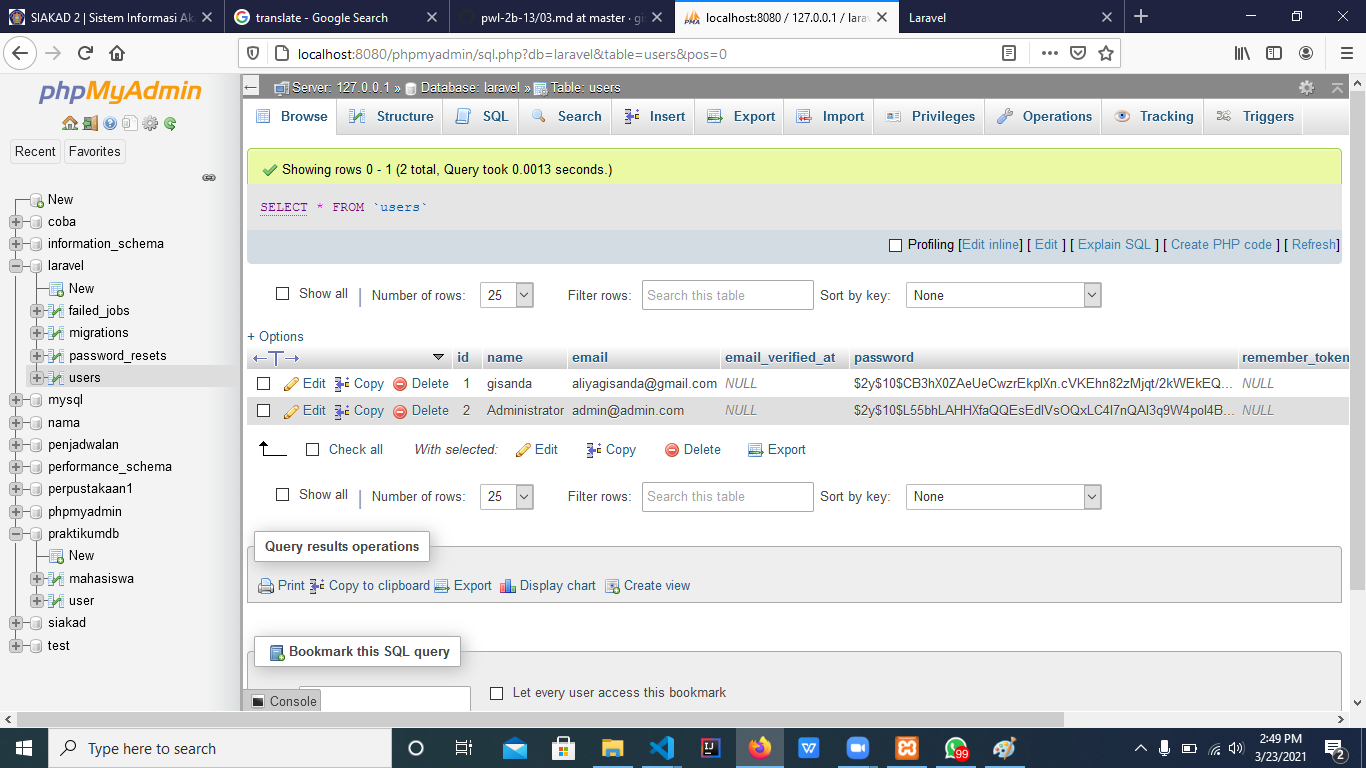 SIAKAD 2 | Sistem Informasi Ak
translate - Google Search
pwl-2b-13/03.md at master · gi
localhost:8080 / 127.0.0.1 / lara
Laravel
localhost:8080/phpmyadmin/sql.php?db=laravel&table=users&pos=0
phpMyAdmin
Recent Favorites
New
coba
information_schema
laravel
New
failed_jobs
migrations
password_resets
users
mysql
nama
penjadwalan
performance_schema
perpustakaan1
phpmyadmin
praktikumdb
New
mahasiswa
user
siakad
test
Server: 127.0.0.1 » Database: laravel » Table: users
Browse Structure SQL Search Insert Export Import Privileges Operations Tracking Triggers
Showing rows 0 - 1 (2 total, Query took 0.0013 seconds.)
SELECT * FROM `users`
Profiling [Edit inline] [ Edit ] [ Explain SQL ] [ Create PHP code ] [ Refresh]
Show all | Number of rows: 25 Filter rows: Search this table Sort by key: None
+ Options
id name email email_verified_at password remember_token
Edit Copy Delete 1 gisanda aliyagisanda@gmail.com NULL NULL
Edit Copy Delete 2 Administrator admin@admin.com NULL NULL
Check all With selected: Edit Copy Delete Export
Show all | Number of rows: 25 Filter rows: Search this table Sort by key: None
Query results operations
Print Copy to clipboard Export Display chart Create view
Bookmark this SQL query
Let every user access this bookmark
Console
Type here to search
99
2:49 PM
3/23/2021
2